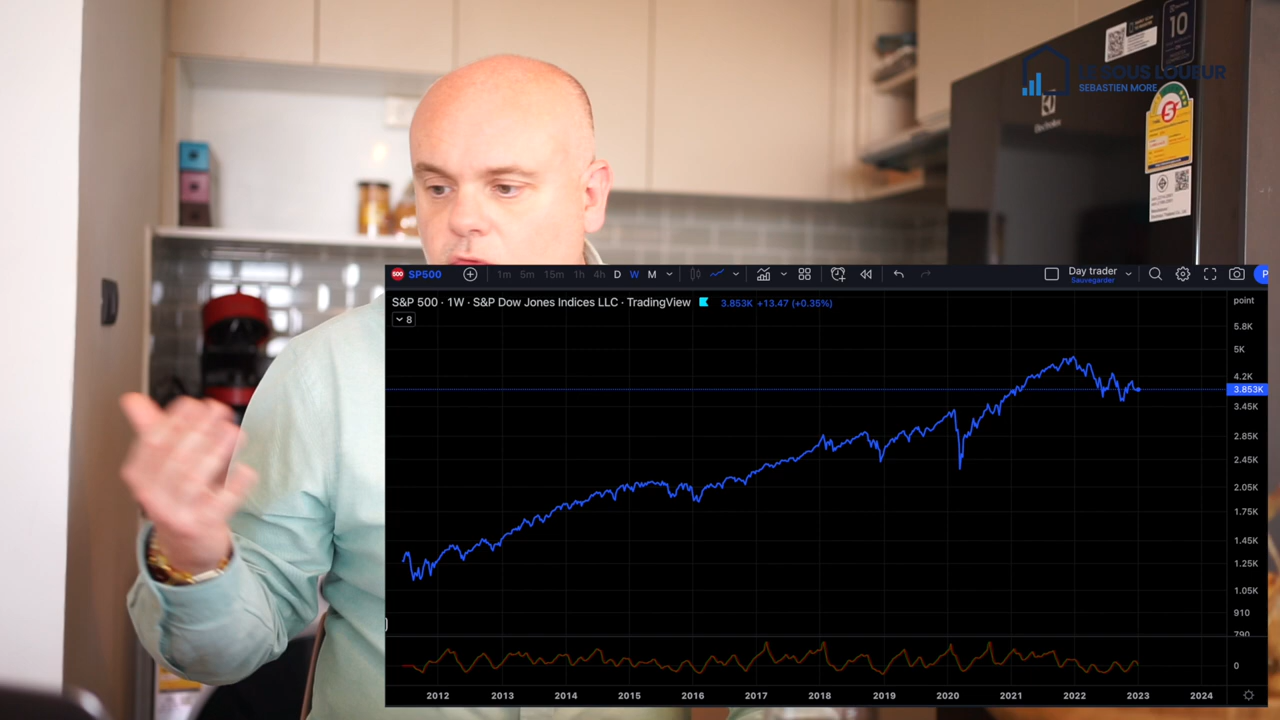 10
LE SOUS LOUEUR
SEBASTIEN MORE
Electrolux
5
500 SP500 1m 5m 15m 1h 4h D W M Day trader
Sauvegarder P
S&P 500 · 1W · S&P Dow Jones Indices LLC · TradingView 3.853K +13.47 (+0.35%) point
8
5.8K
5K
4.2K
3.853K
3.45K
2.85K
2.45K
2.05K
1.75K
1.45K
1.25K
1.05K
910
790
0
2012 2013 2014 2015 2016 2017 2018 2019 2020 2021 2022 2023 2024